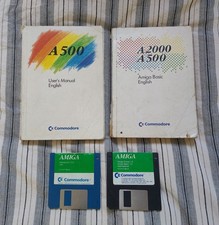 A500
User's Manual
English
Commodore
A2000
A500
Amiga Basic
English
Commodore
AMIGA
Commodore
AMIGA
Commodore